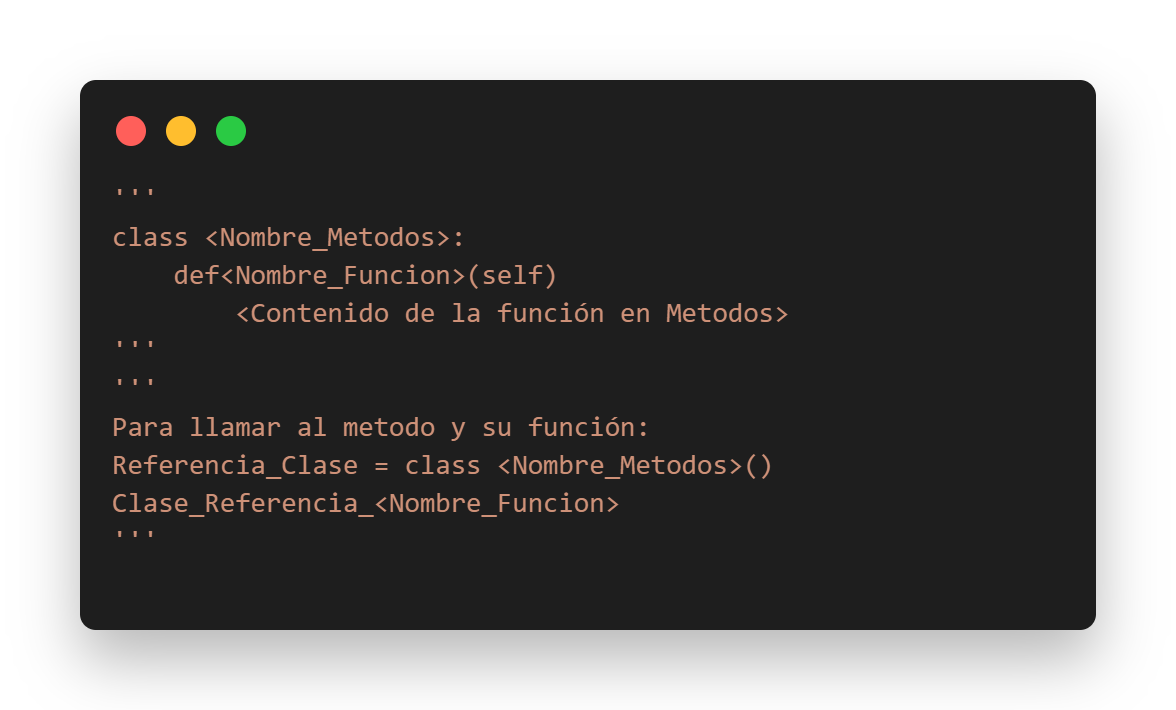 '''
class <Nombre_Metodos>:
    def<Nombre_Funcion>(self)
        <Contenido de la función en Metodos>
'''
'''
Para llamar al metodo y su función:
Referencia_Clase = class <Nombre_Metodos>()
Clase_Referencia_<Nombre_Funcion>
'''